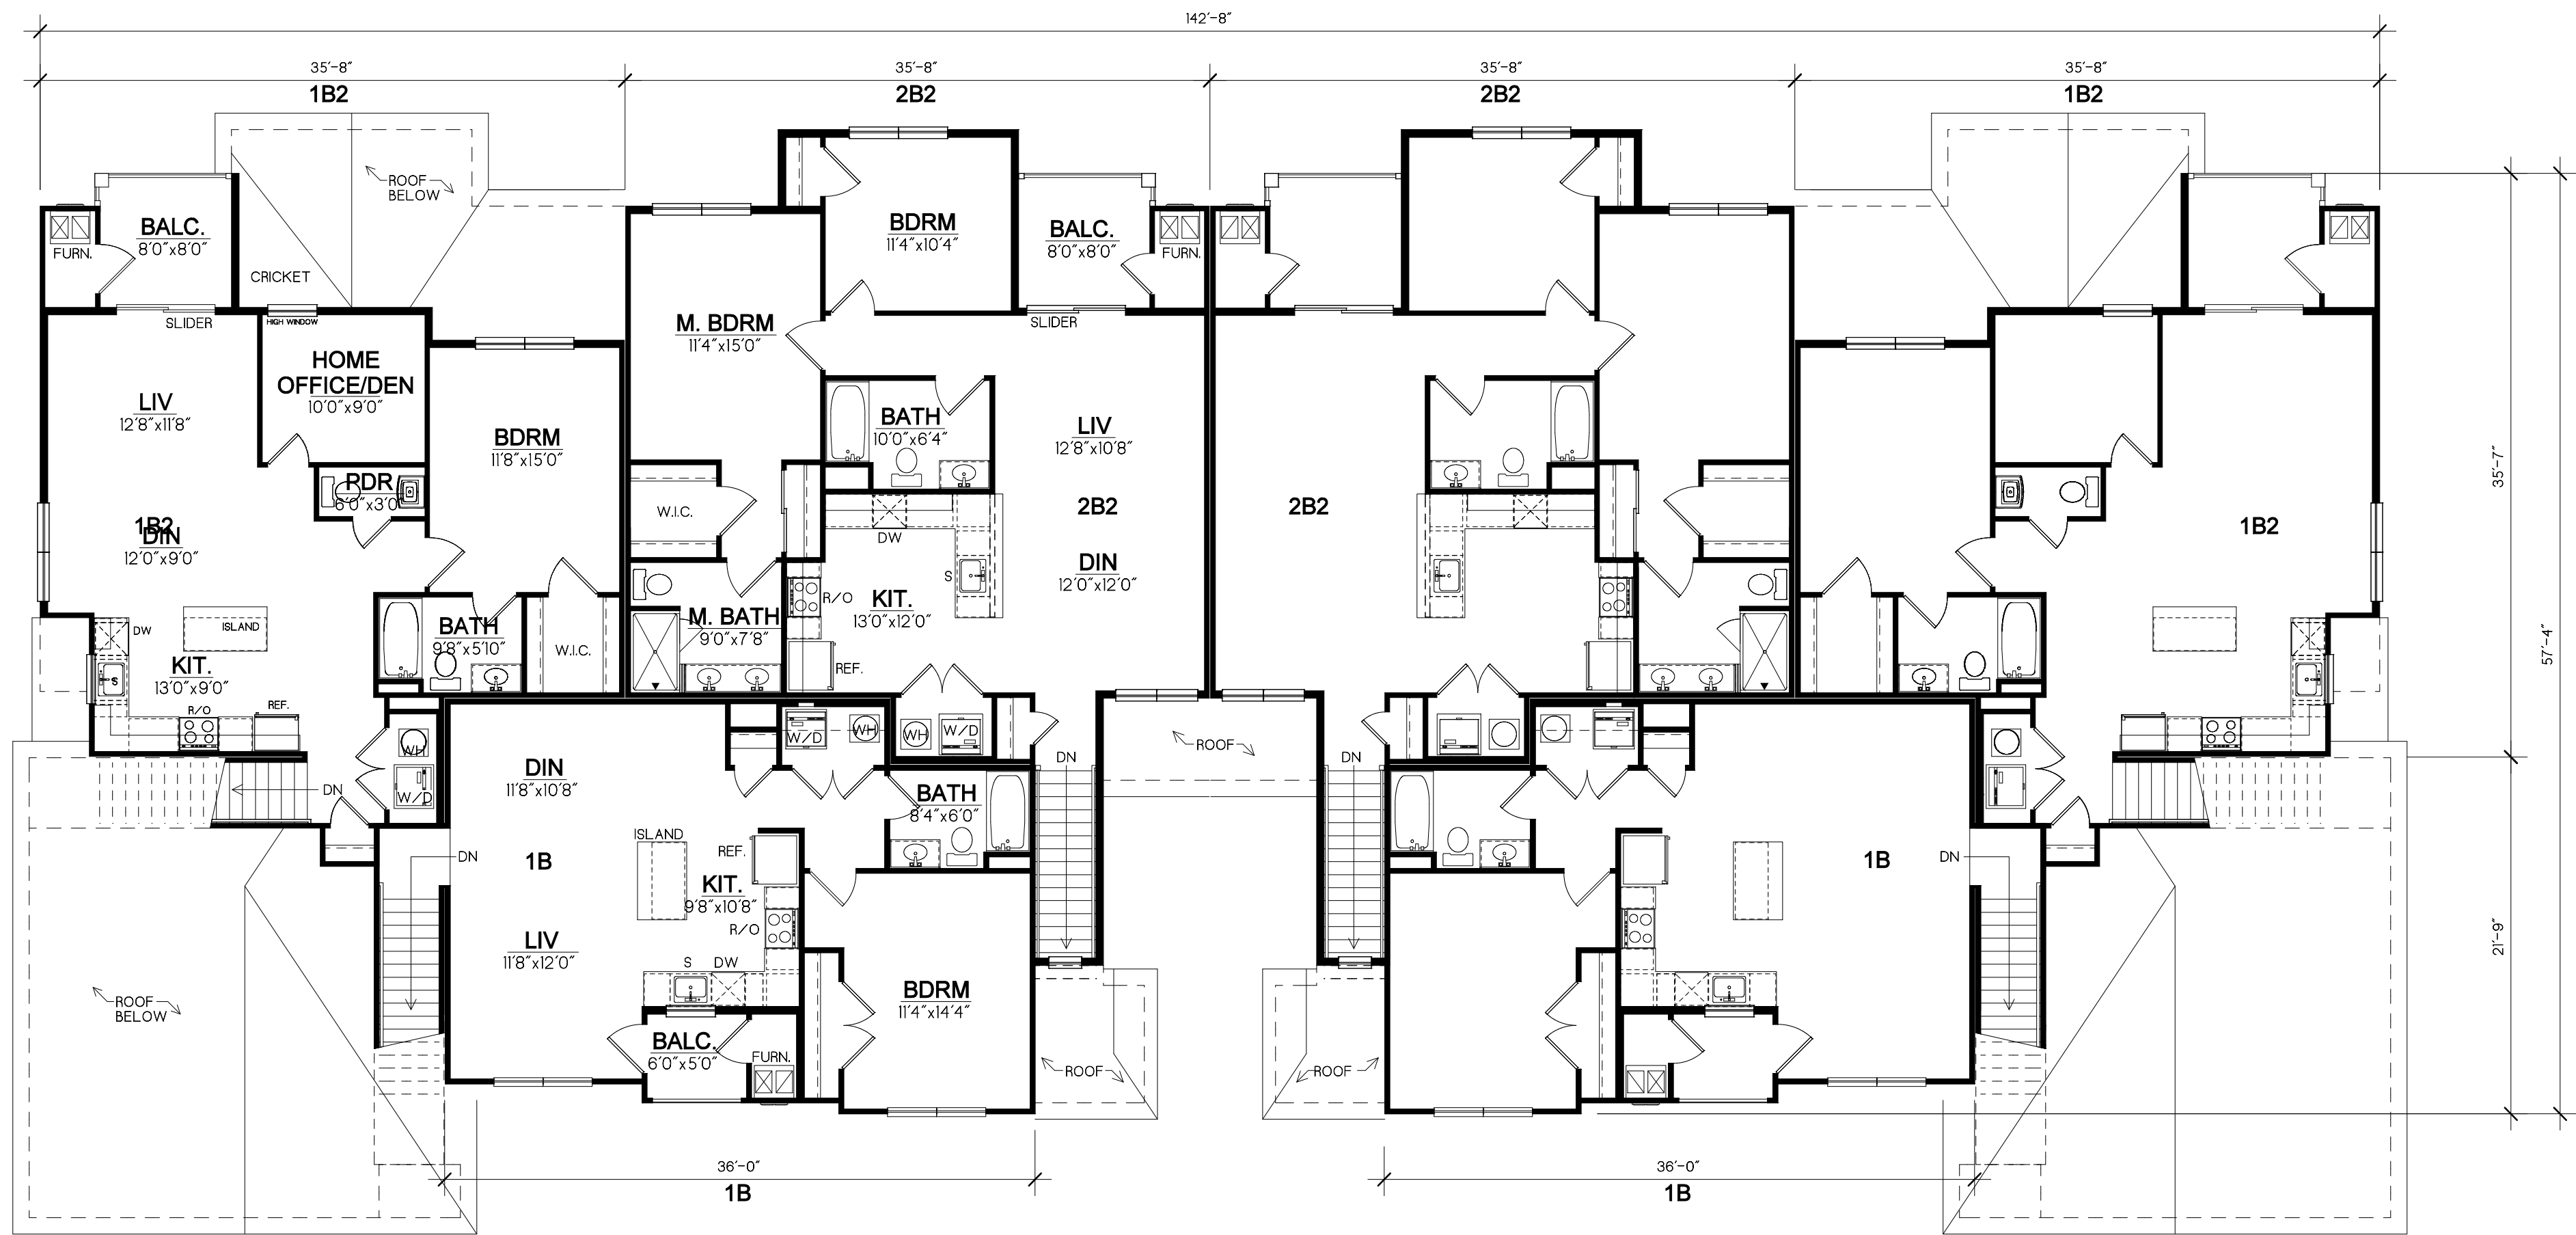 142'-8"
35'-8"
35'-8"
35'-8"
35'-8"
1B2
2B2
2B2
1B2
ROOF
BELOW
BALC.
8'0"x8'0"
FURN.
CRICKET
SLIDER
HIGH WINDOW
HOME
OFFICE/DEN
10'0"x9'0"
LIV
12'8"x11'8"
BDRM
11'8"x15'0"
PDR
6'0"x3'0"
1B2
DIN
12'0"x9'0"
ISLAND
DW
KIT.
13'0"x9'0"
S
R/O
REF.
BATH
9'8"x5'10"
W.I.C.
WH
W/D
DN
DN
ROOF
BELOW
BDRM
11'4"x10'4"
BALC.
8'0"x8'0"
FURN.
SLIDER
M. BDRM
11'4"x15'0"
BATH
10'0"x6'4"
LIV
12'8"x10'8"
W.I.C.
2B2
DW
S
DIN
12'0"x12'0"
R/O
KIT.
13'0"x12'0"
M. BATH
9'0"x7'8"
REF.
W/D
WH
WH
W/D
DN
DIN
11'8"x10'8"
BATH
8'4"x6'0"
ISLAND
REF.
1B
KIT.
9'8"x10'8"
R/O
LIV
11'8"x12'0"
S
DW
BDRM
11'4"x14'4"
BALC.
6'0"x5'0"
FURN.
ROOF
ROOF
ROOF
2B2
DN
1B
DN
1B2
35'-7"
57'-4"
21'-9"
36'-0"
1B
36'-0"
1B